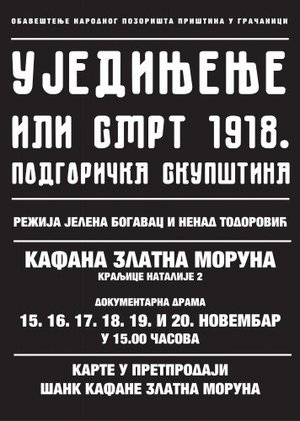 ОБАВЕШТЕЊЕ НАРОДНОГ ПОЗОРИШТА ПРИШТИНА У ГРАЧАНИЦИ
УЈЕДИЊЕЊЕ
ИЛИ СМРТ 1918.
ПОДГОРИЧКА СКУПШТИНА
РЕЖИЈА ЈЕЛЕНА БОГАВАЦ И НЕНАД ТОДОРОВИЋ
КАФАНА ЗЛАТНА МОРУНА
КРАЉИЦЕ НАТАЛИЈЕ 2
ДОКУМЕНТАРНА ДРАМА
15. 16. 17. 18. 19. И 20. НОВЕМБАР
У 15.00 ЧАСОВА
КАРТЕ У ПРЕТПРОДАЈИ
ШАНК КАФАНЕ ЗЛАТНА МОРУНА